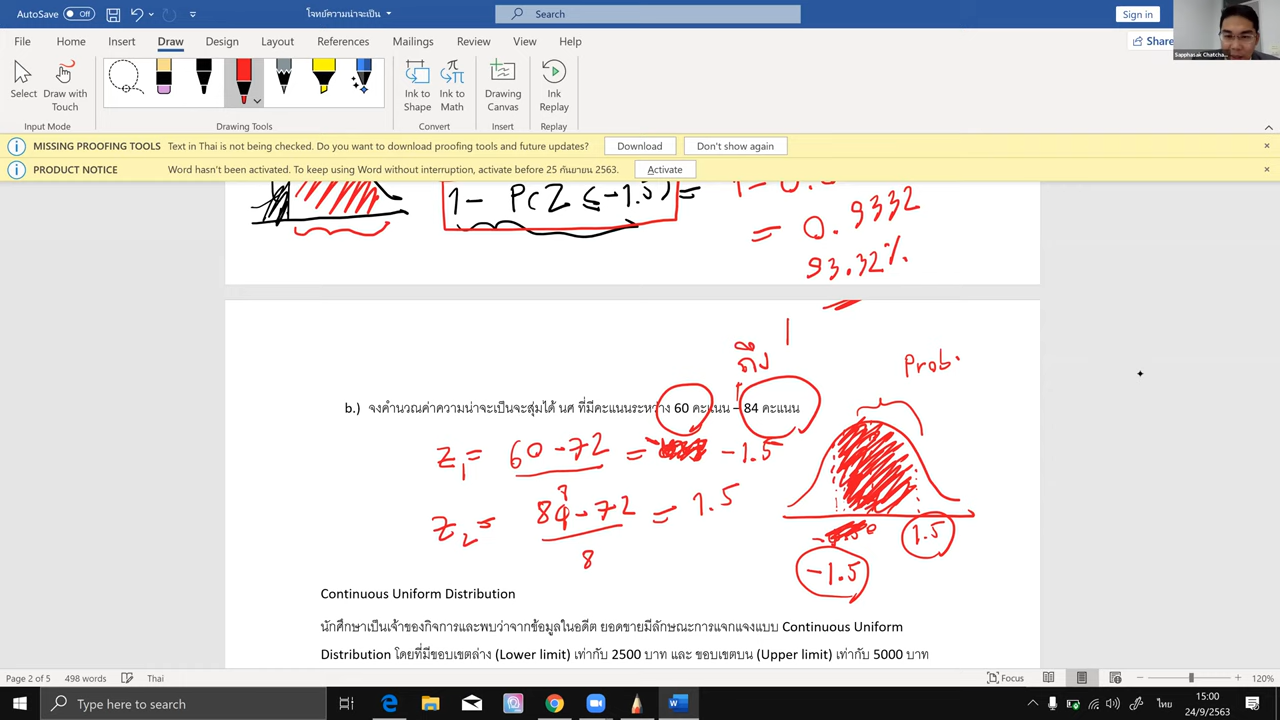 AutoSave Off โจทย์ความน่าจะเป็น Search Sign in
File Home Insert Draw Design Layout References Mailings Review View Help Share
Sapphasak Chatcha...
Select Draw with Touch Ink to Shape Ink to Math Drawing Canvas Ink Replay
Input Mode Drawing Tools Convert Insert Replay
MISSING PROOFING TOOLS Text in Thai is not being checked. Do you want to download proofing tools and future updates? Download Don't show again
PRODUCT NOTICE Word hasn't been activated. To keep using Word without interruption, activate before 25 กันยายน 2563. Activate
1 - P(Z ≤ -1.5) =
= 0.9332
93.32%
ถึง
Prob.
b.) จงคำนวณค่าความน่าจะเป็นจะสุ่มได้ นศ ที่มีคะแนนระหว่าง 60 คะแนน – 84 คะแนน
Z1 = 60 - 72 = -1.5
Z2 = 84 - 72 = 1.5
8
1.5
-1.5
Continuous Uniform Distribution
นักศึกษาเป็นเจ้าของกิจการและพบว่าจากข้อมูลในอดีต ยอดขายมีลักษณะการแจกแจงแบบ Continuous Uniform
Distribution โดยที่มีขอบเขตล่าง (Lower limit) เท่ากับ 2500 บาท และ ขอบเขตบน (Upper limit) เท่ากับ 5000 บาท
Page 2 of 5 498 words Thai Focus 120%
Type here to search ไทย 15:00
24/9/2563